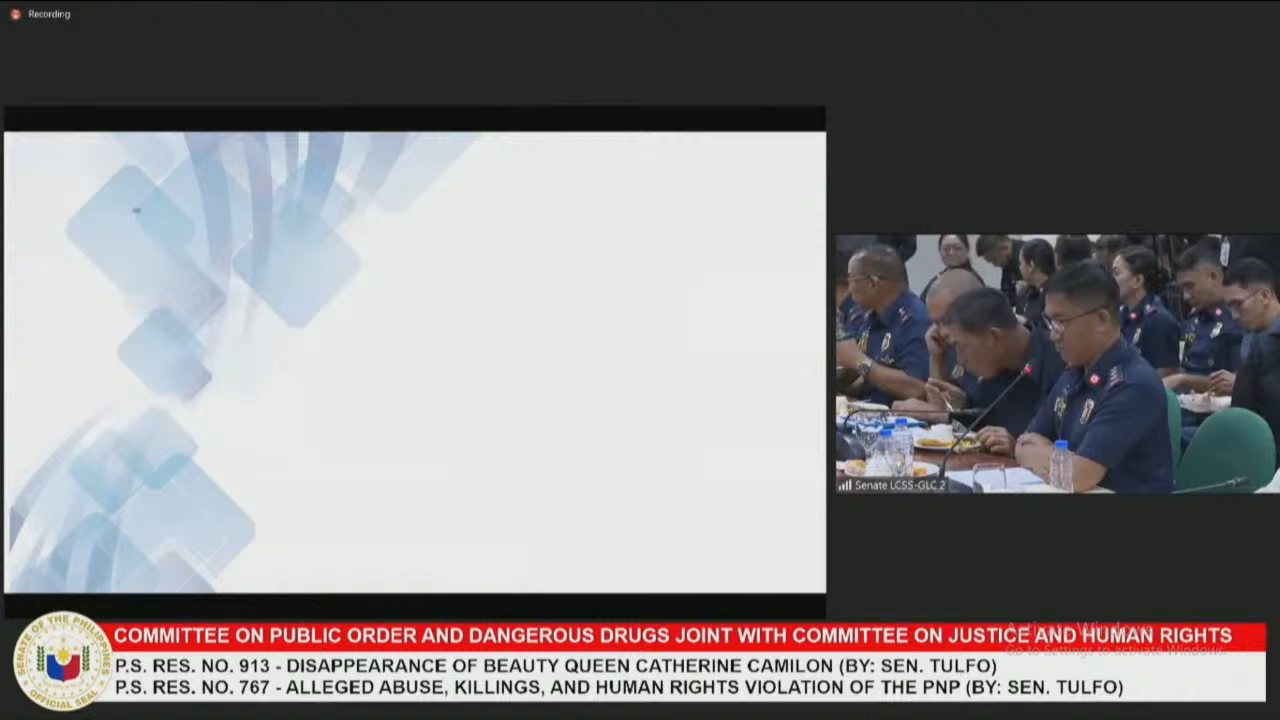 Recording
Senate LCSS-GLC 2
COMMITTEE ON PUBLIC ORDER AND DANGEROUS DRUGS JOINT WITH COMMITTEE ON JUSTICE AND HUMAN RIGHTS
Activate Windows
Go to Settings to activate Windows.
P.S. RES. NO. 913 - DISAPPEARANCE OF BEAUTY QUEEN CATHERINE CAMILON (BY: SEN. TULFO)
P.S. RES. NO. 767 - ALLEGED ABUSE, KILLINGS, AND HUMAN RIGHTS VIOLATION OF THE PNP (BY: SEN. TULFO)
SENATE OF THE PHILIPPINES
OFFICIAL SEAL